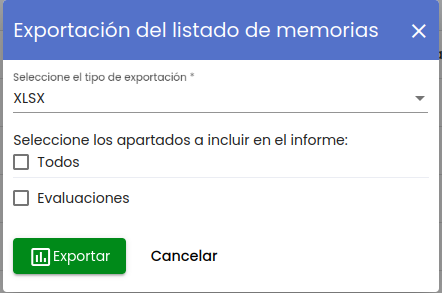 Exportación del listado de memorias
Seleccione el tipo de exportación *
XLSX
Seleccione los apartados a incluir en el informe:
Todos
Evaluaciones
Exportar
Cancelar